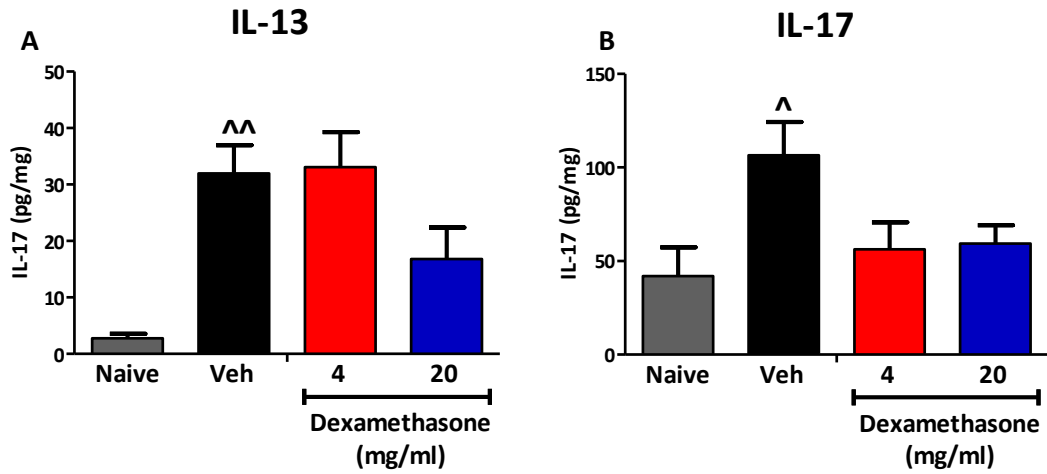 A
IL-13
50
40
30
20
10
0
IL-17 (pg/mg)
^^
Naive Veh 4 20
Dexamethasone
(mg/ml)
B
IL-17
150
100
50
0
IL-17 (pg/mg)
^
Naive Veh 4 20
Dexamethasone
(mg/ml)